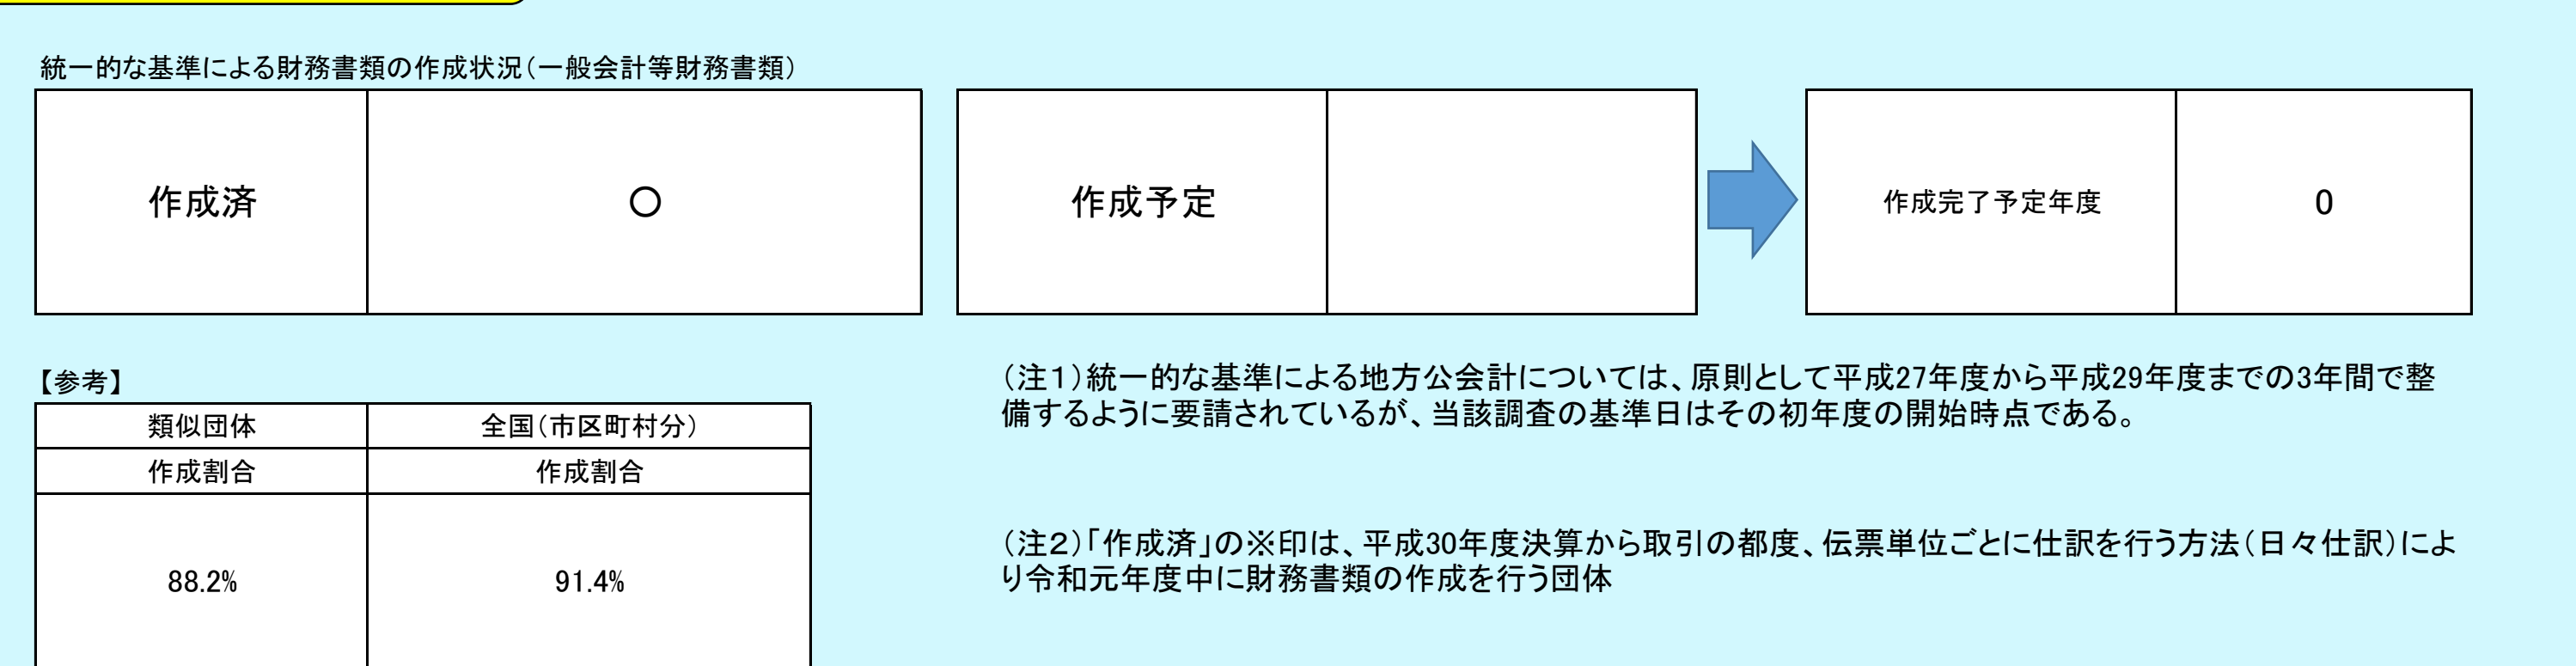 統一的な基準による財務書類の作成状況（一般会計等財務書類）
作成済
○
作成予定
作成完了予定年度
0
【参考】
類似団体
全国（市区町村分）
作成割合
作成割合
88.2%
91.4%
（注１）統一的な基準による地方公会計については、原則として平成27年度から平成29年度までの3年間で整
備するように要請されているが、当該調査の基準日はその初年度の開始時点である。
（注２）「作成済」の※印は、平成30年度決算から取引の都度、伝票単位ごとに仕訳を行う方法（日々仕訳）によ
り令和元年度中に財務書類の作成を行う団体